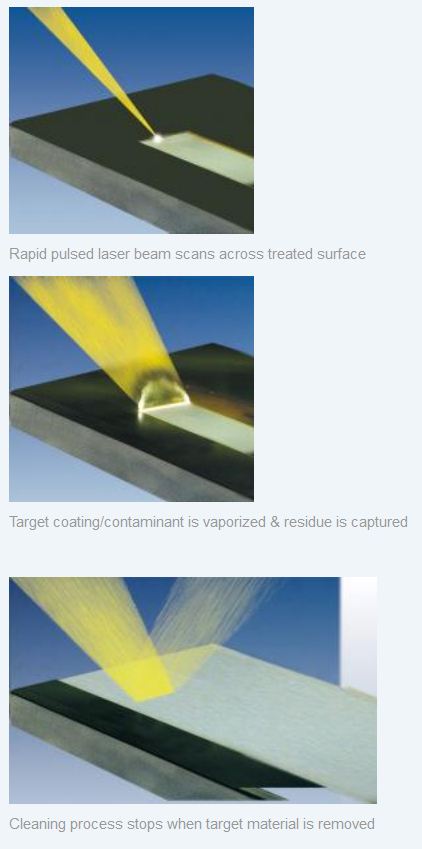 Rapid pulsed laser beam scans across treated surface
Target coating/contaminant is vaporized & residue is captured
Cleaning process stops when target material is removed